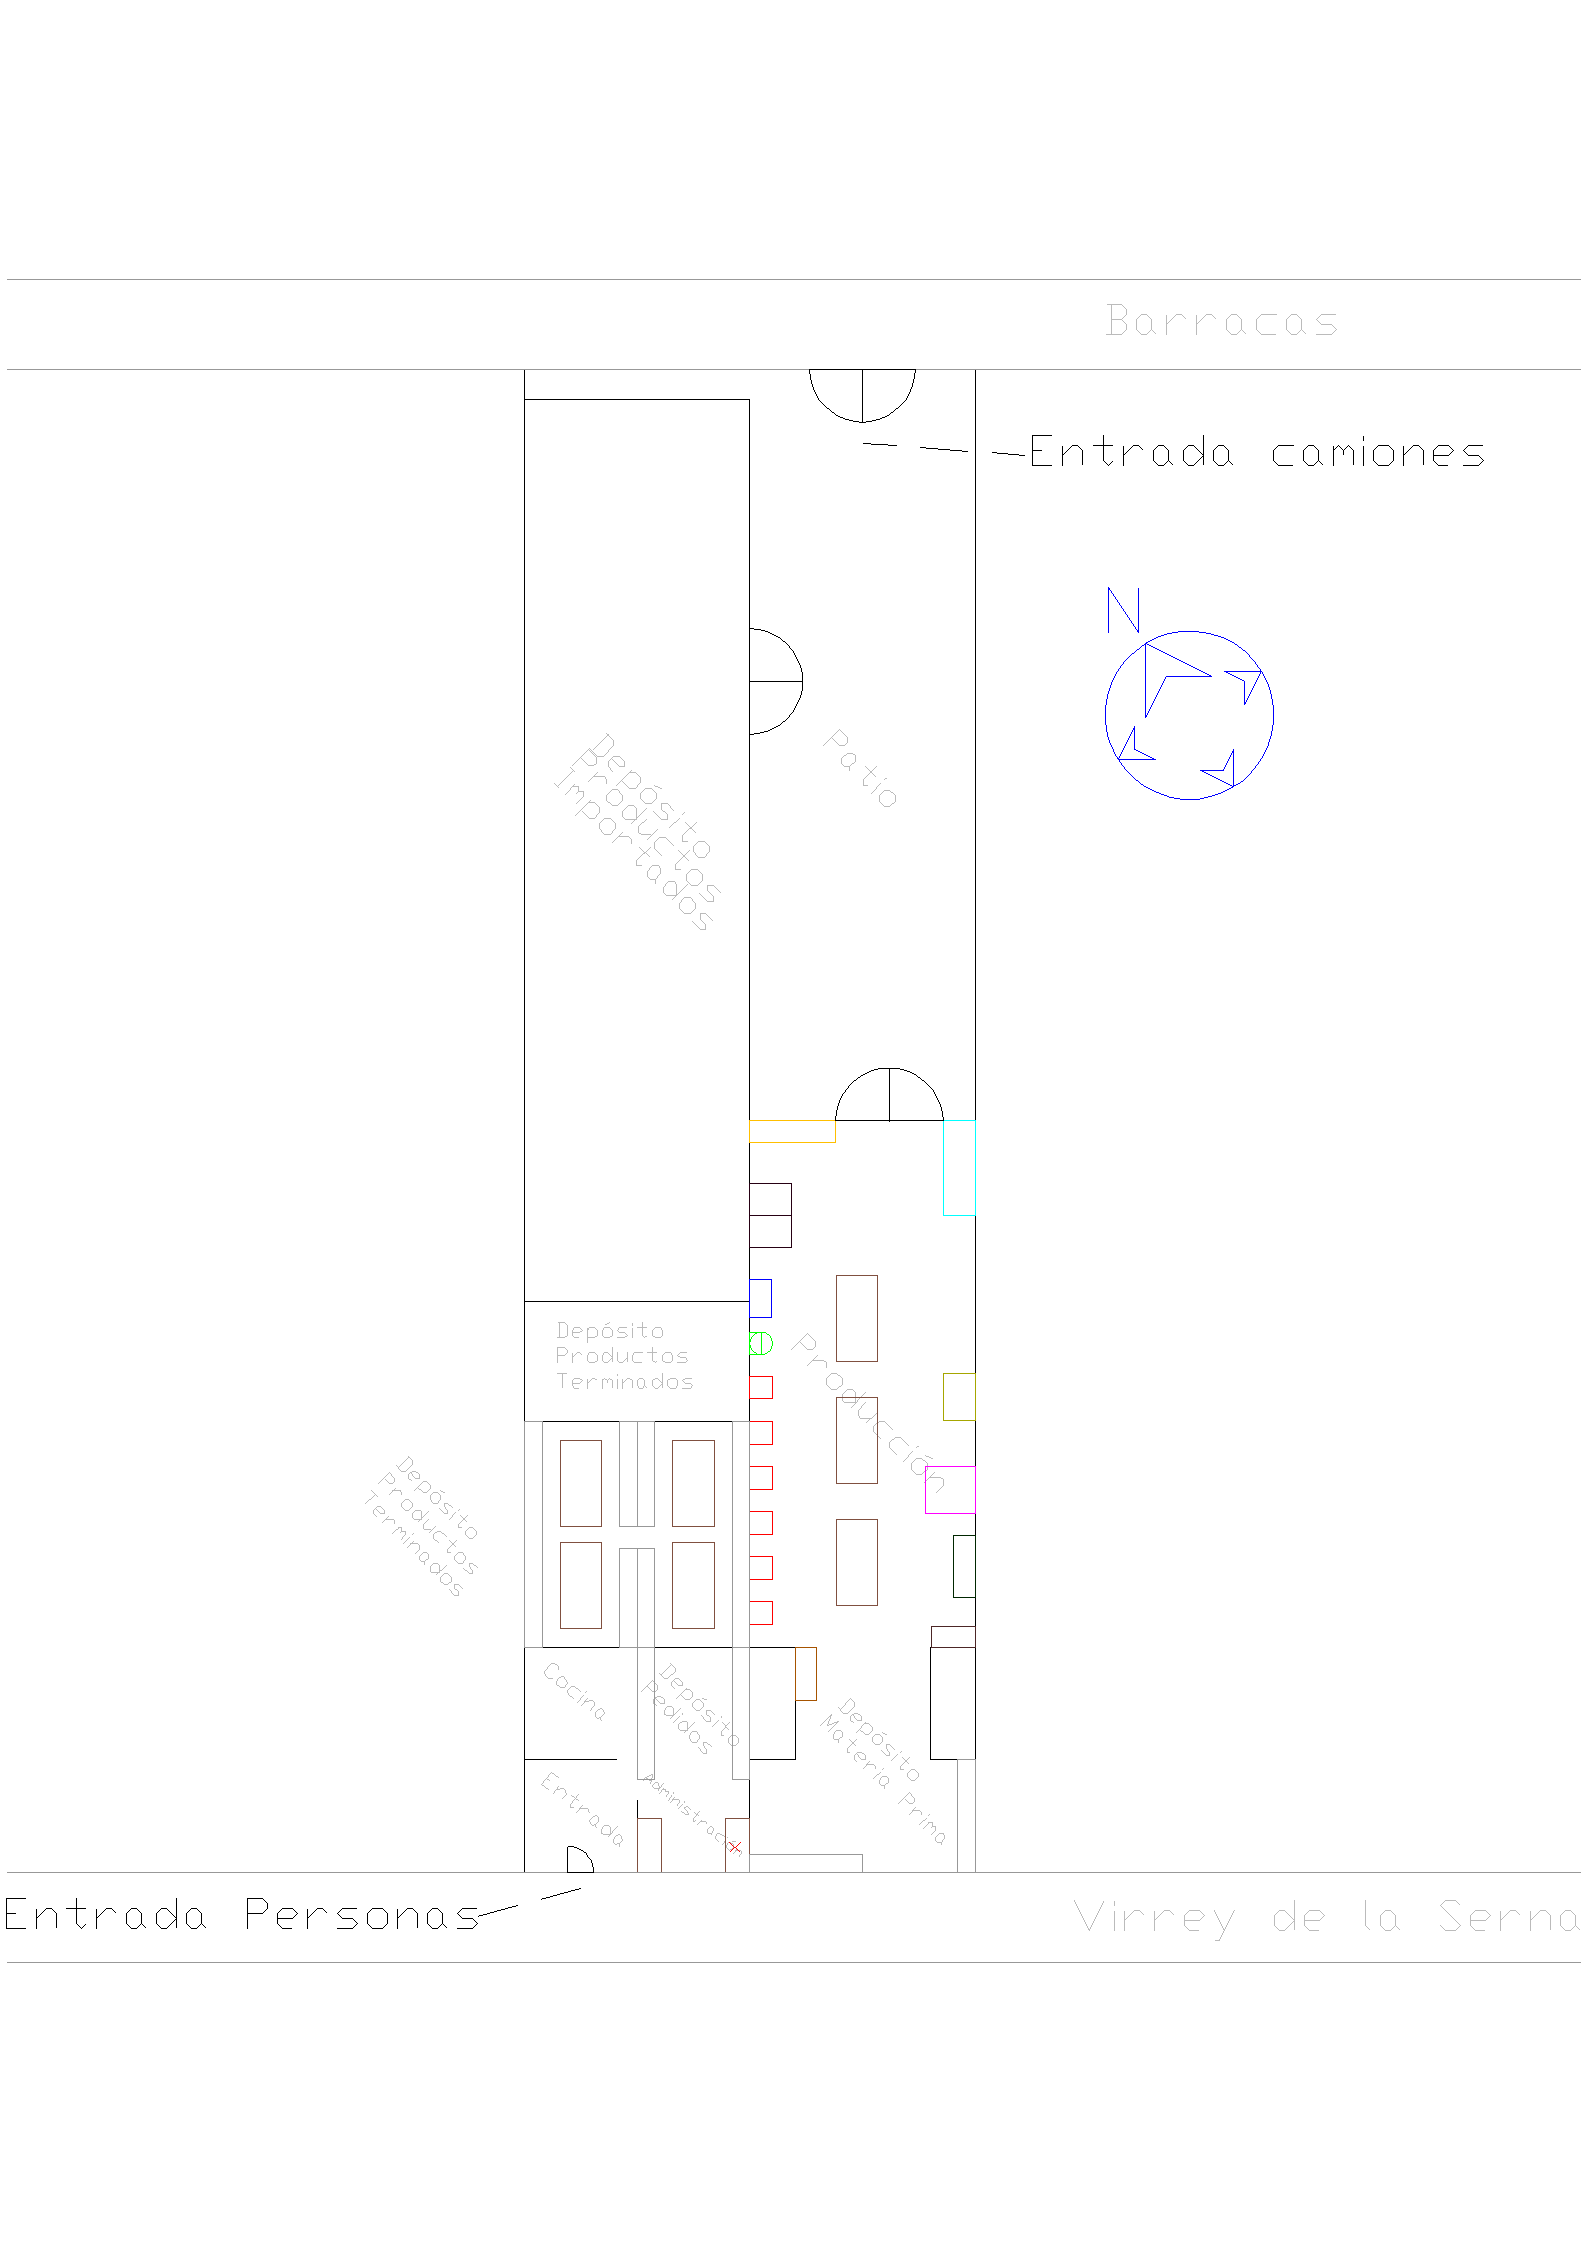 Barracas
Entrada camiones
N
Depósito
Productos
Importados
Patio
Depósito
Productos
Terminados
Producción
Depósito
Productos
Terminados
Cocina
Depósito
Pedidos
Depósito
Materia Prima
Entrada
Administración
Entrada Personas
Virrey de la Serna